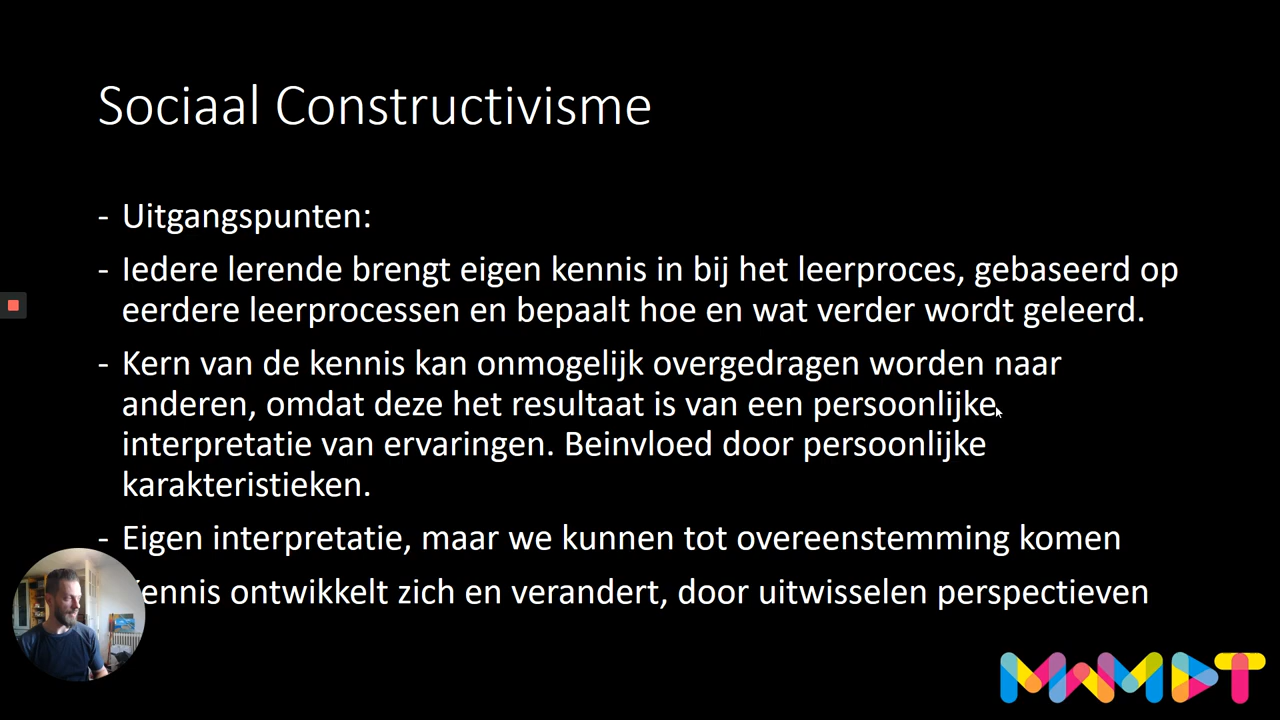 Sociaal Constructivisme
- Uitgangspunten:
- Iedere lerende brengt eigen kennis in bij het leerproces, gebaseerd op
eerdere leerprocessen en bepaalt hoe en wat verder wordt geleerd.
- Kern van de kennis kan onmogelijk overgedragen worden naar
anderen, omdat deze het resultaat is van een persoonlijke
interpretatie van ervaringen. Beinvloed door persoonlijke
karakteristieken.
- Eigen interpretatie, maar we kunnen tot overeenstemming komen
Kennis ontwikkelt zich en verandert, door uitwisselen perspectieven